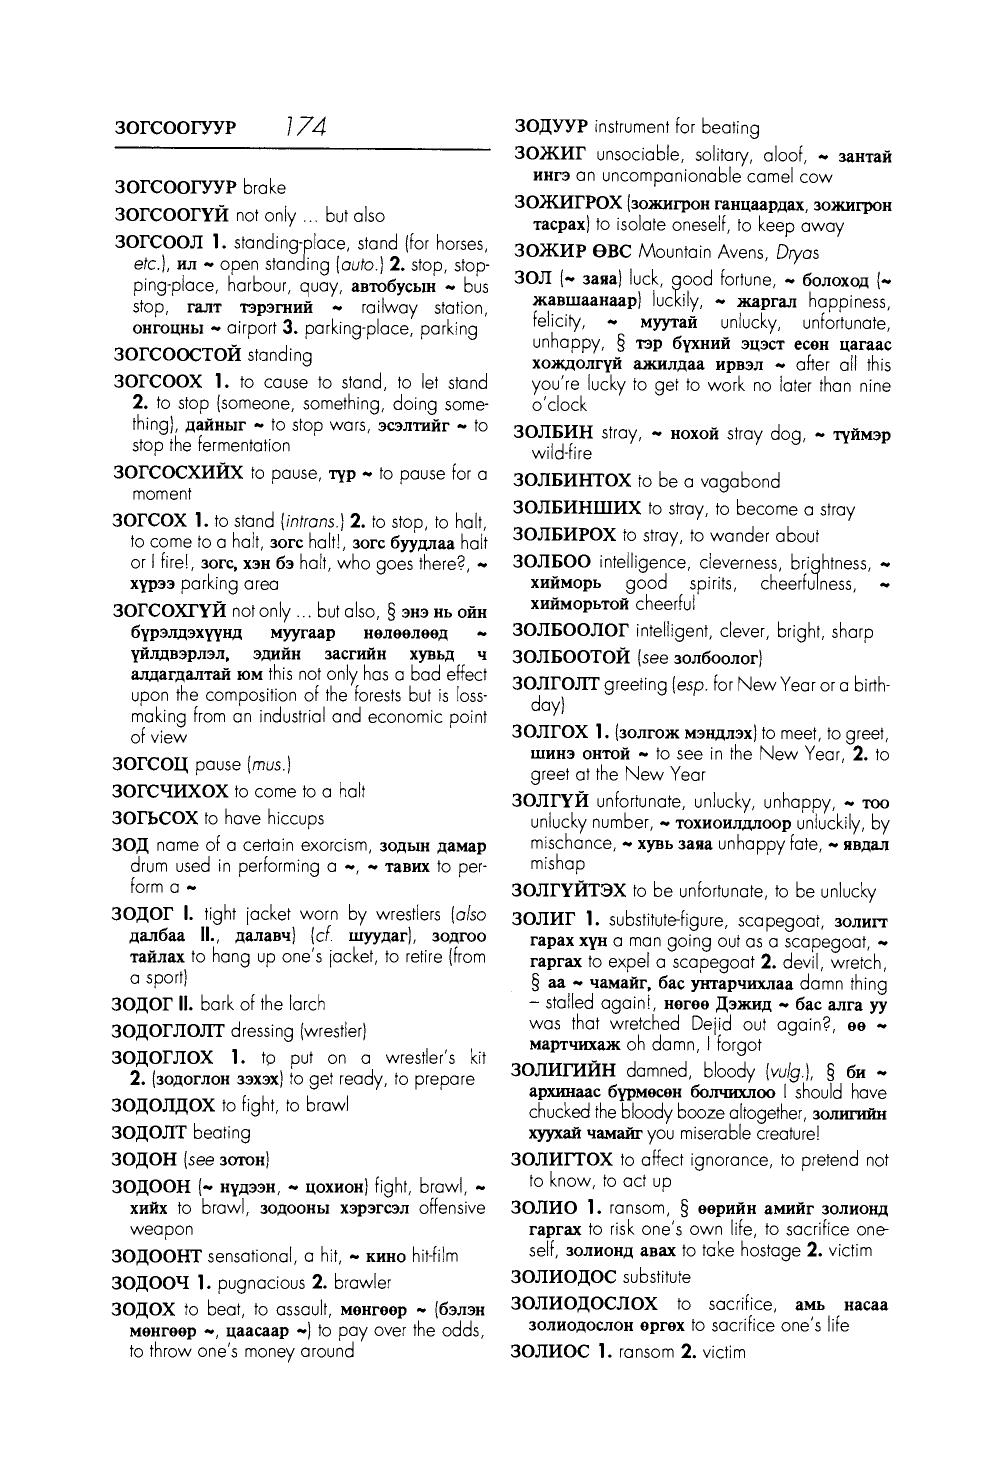 ЗОГСООГУУР 174
ЗОГСООГУУР brake
ЗОГСООГҮЙ not only ... but also
ЗОГСООЛ 1. standing-place, stand (for horses,
etc.), ил ~ open standing (auto.) 2. stop, stop-
ping-place, harbour, quay, автобусын ~ bus
stop, галт тэрэгний ~ railway station,
онгоцны ~ airport 3. parking-place, parking
ЗОГСООСТОЙ standing
ЗОГСООХ 1. to cause to stand, to let stand
2. to stop (someone, something, doing some-
thing), дайныг ~ to stop wars, эсэлтийг ~ to
stop the fermentation
ЗОГСОСХИЙХ to pause, түр ~ to pause for a
moment
ЗОГСОХ 1. to stand (intrans.) 2. to stop, to halt,
to come to a halt, зогс halt!, зогс буудлаа halt
or I fire!, зогс, хэн бэ halt, who goes there?, ~
хүрээ parking area
ЗОГСОХГҮЙ not only ... but also, § энэ нь ойн
бүрэлдэхүүнд муугаар нөлөөлөөд ~
үйлдвэрлэл, эдийн засгийн хувьд ч
алдагдалтай юм this not only has a bad effect
upon the composition of the forests but is loss-
making from an industrial and economic point
of view
ЗОГСОЦ pause (mus.)
ЗОГСЧИХОХ to come to a halt
ЗОГЬСОХ to have hiccups
ЗОД name of a certain exorcism, зодын дамар
drum used in performing a ~, ~ тавих to per-
form a ~
ЗОДОГ I. tight jacket worn by wrestlers (also
далбаа II., далавч) (cf. шуудаг), зодгоо
тайлах to hang up one's jacket, to retire (from
a sport)
ЗОДОГ II. bark of the larch
ЗОДОГЛОЛТ dressing (wrestler)
ЗОДОГЛОХ 1. to put on a wrestler's kit
2. (зодоглон зэхэх) to get ready, to prepare
ЗОДОЛДОХ to fight, to brawl
ЗОДОЛТ beating
ЗОДОН (see зотон)
ЗОДООН (~ нүдээн, ~ цохион) fight, brawl, ~
хийх to brawl, зодооны хэрэгсэл offensive
weapon
ЗОДООНТ sensational, a hit, ~ кино hit-film
ЗОДООЧ 1. pugnacious 2. brawler
ЗОДОХ to beat, to assault, мөнгөөр ~ (бэлэн
мөнгөөр ~, цаасаар ~) to pay over the odds,
to throw one's money around
ЗОДУУР instrument for beating
ЗОЖИГ unsociable, solitary, aloof, ~ зантай
ингэ an uncompanionable camel cow
ЗОЖИГРОХ (зожигрон ганцаардах, зожигрон
тасрах) to isolate oneself, to keep away
ЗОЖИР ӨВС Mountain Avens, Dryas
ЗОЛ (~ заяа) luck, good fortune, ~ болоход (~
жавшаанаар) luckily, ~ жаргал happiness,
felicity, ~ муутай unlucky, unfortunate,
unhappy, § тэр бүхний эцэст есөн цагаас
хождолгүй ажилдаа ирвэл ~ after all this
you're lucky to get to work no later than nine
o'clock
ЗОЛБИН stray, ~ нохой stray dog, ~ түймэр
wild-fire
ЗОЛБИНТОХ to be a vagabond
ЗОЛБИНШИХ to stray, to become a stray
ЗОЛБИРОХ to stray, to wander about
ЗОЛБОО intelligence, cleverness, brightness, ~
хийморь good spirits, cheerfulness, ~
хийморьтой cheerful
ЗОЛБООЛОГ intelligent, clever, bright, sharp
ЗОЛБООТОЙ (see золбоолог)
ЗОЛГОЛТ greeting (esp. for New Year or a birth-
day)
ЗОЛГОХ 1. (золгож мэндлэх) to meet, to greet,
шинэ онтой ~ to see in the New Year, 2. to
greet at the New Year
ЗОЛГҮЙ unfortunate, unlucky, unhappy, ~ тоо
unlucky number, ~ тохиолдлоор unluckily, by
mischance, ~ хувь заяа unhappy fate, ~ явдал
mishap
ЗОЛГҮЙТЭХ to be unfortunate, to be unlucky
ЗОЛИГ 1. substitute-figure, scapegoat, золигт
гарах хүн a man going out as a scapegoat, ~
гаргах to expel a scapegoat 2. devil, wretch,
§ аа ~ чамайг, бас унтарчихлаа damn thing
– stalled again!, нөгөө Дэжид ~ бас алга уу
was that wretched Dejid out again?, өө ~
мартчихаж oh damn, I forgot
ЗОЛИГИЙН damned, bloody (vulg.), § би ~
архинаас бүрмөсөн болчихлоо I should have
chucked the bloody booze altogether, золигийн
хуухай чамайг you miserable creature!
ЗОЛИГТОХ to affect ignorance, to pretend not
to know, to act up
ЗОЛИО 1. ransom, § өөрийн амийг золионд
гаргах to risk one's own life, to sacrifice one-
self, золионд авах to take hostage 2. victim
ЗОЛИОДОС substitute
ЗОЛИОДОСЛОХ to sacrifice, амь насаа
золиодослон өргөх to sacrifice one's life
ЗОЛИОС 1. ransom 2. victim